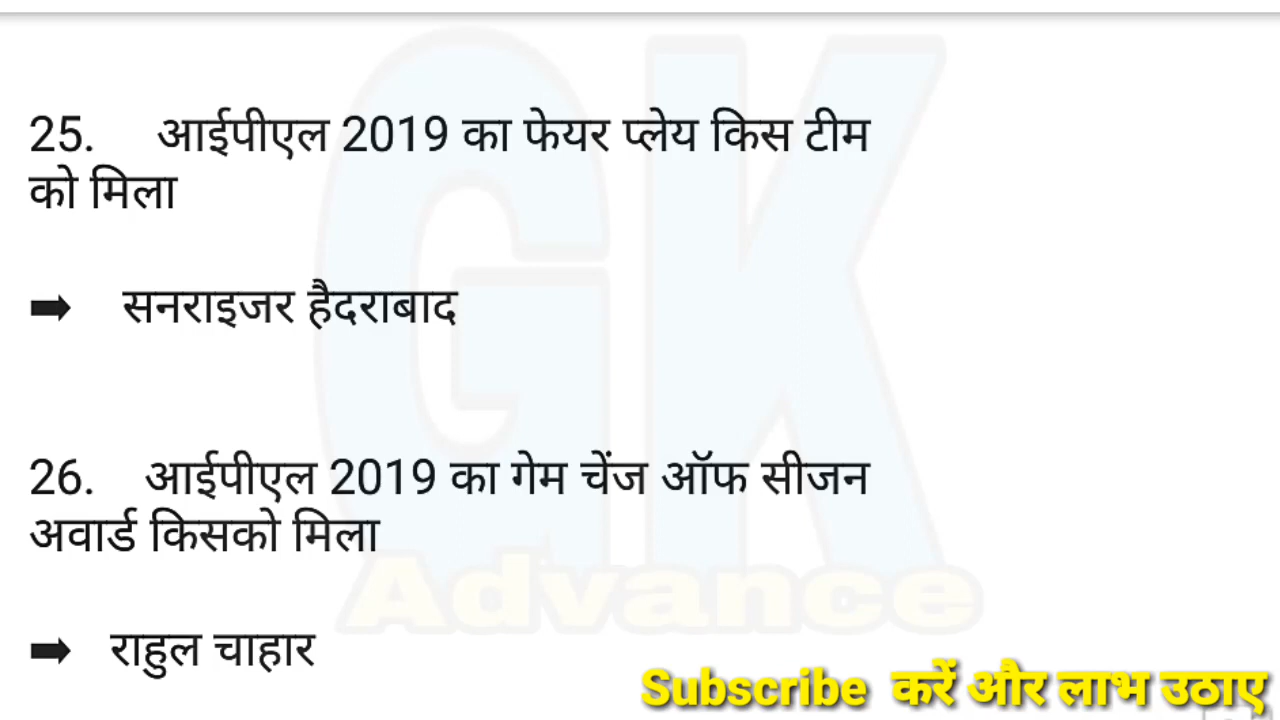 25. आईपीएल 2019 का फेयर प्लेय किस टीम
को मिला
➡ सनराइजर हैदराबाद
26. आईपीएल 2019 का गेम चेंज ऑफ सीजन
अवार्ड किसको मिला
➡ राहुल चाहार
GK
Advance
Subscribe करें और लाभ उठाए